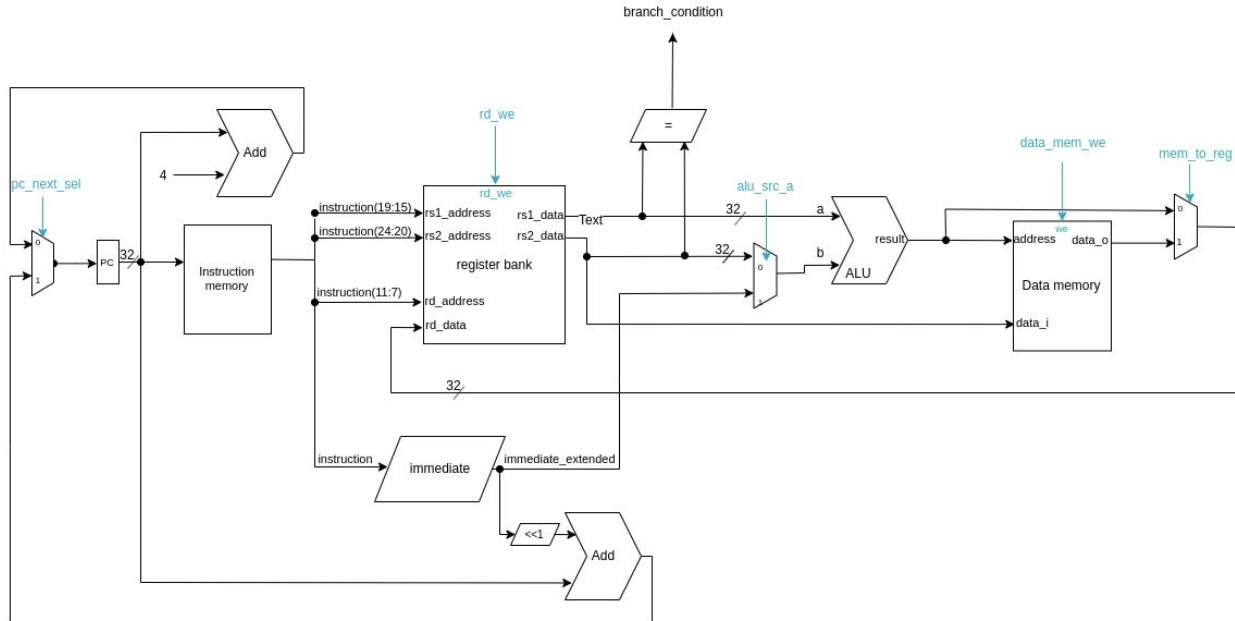 branch_condition
rd_we
=
Add
data_mem_we
4
mem_to_reg
pc_next_sel
alu_src_a
rd_we
instruction(19:15)
rs1_address
rs1_data
Text
32
a
0
we
0
instruction(24:20)
rs2_address
rs2_data
result
address
data_o
1
32
PC
32
Instruction
memory
register bank
0
b
ALU
1
Data memory
instruction(11:7)
rd_address
1
rd_data
data_i
32
instruction
immediate
immediate_extended
<<1
Add